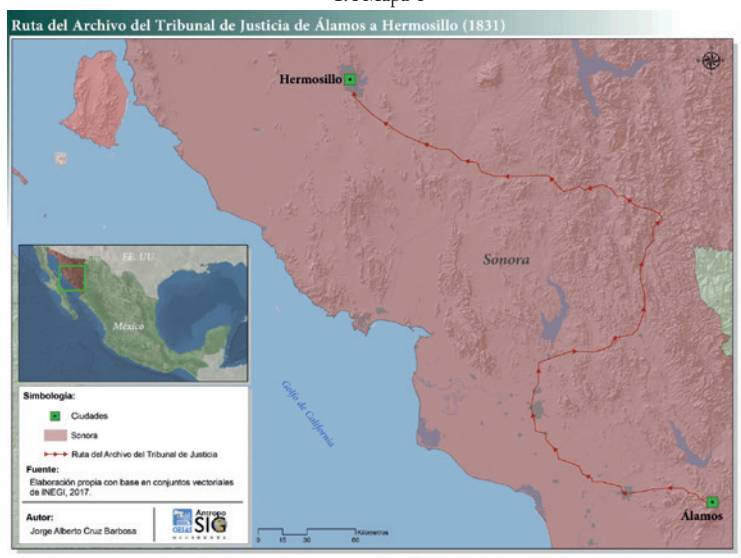 Ruta del Archivo del Tribunal de Justicia de Álamos a Hermosillo (1831)
Hermosillo
Sonora
EE. UU.
México
Golfo de California
Álamos
Simbología:
Ciudades
Sonora
Ruta del Archivo del Tribunal de Justicia
Fuente:
Elaboración propia con base en conjuntos vectoriales
de INEGI, 2017.
Autor:
Jorge Alberto Cruz Barbosa
Antropo
SIG
Kilómetros
0 15 30 60